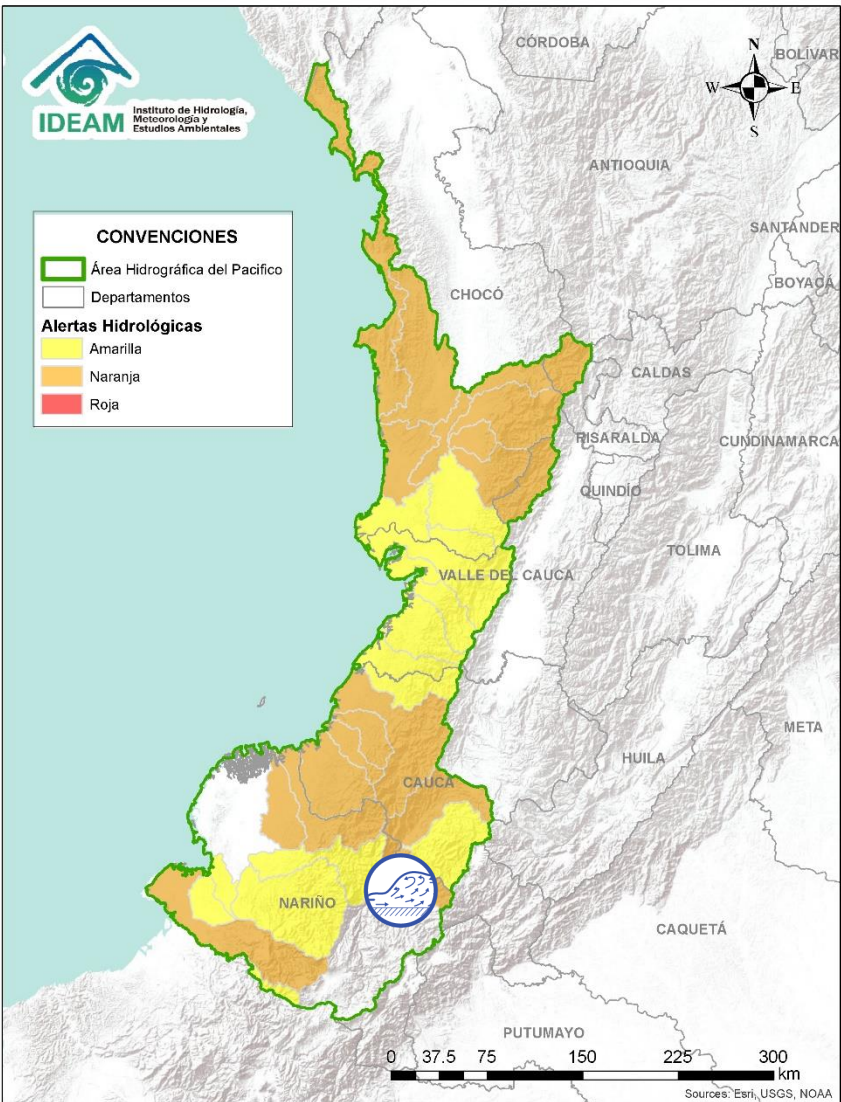 IDEAM
Instituto de Hidrología,
Meteorología y
Estudios Ambientales
CÓRDOBA
BOLIVAR
N
W
E
S
ANTIOQUIA
SANTANDER
BOYACÁ
CONVENCIONES
Área Hidrográfica del Pacifico
Departamentos
Alertas Hidrológicas
Amarilla
Naranja
Roja
CHOCÓ
CALDAS
RISARALDA
CUNDINAMARCA
QUINDÍO
TOLIMA
VALLE DEL CAUCA
META
HUILA
CAUCA
NARIÑO
CAQUETÁ
PUTUMAYO
0 37.5 75 150 225 300
km
Sources: Esri, USGS, NOAA